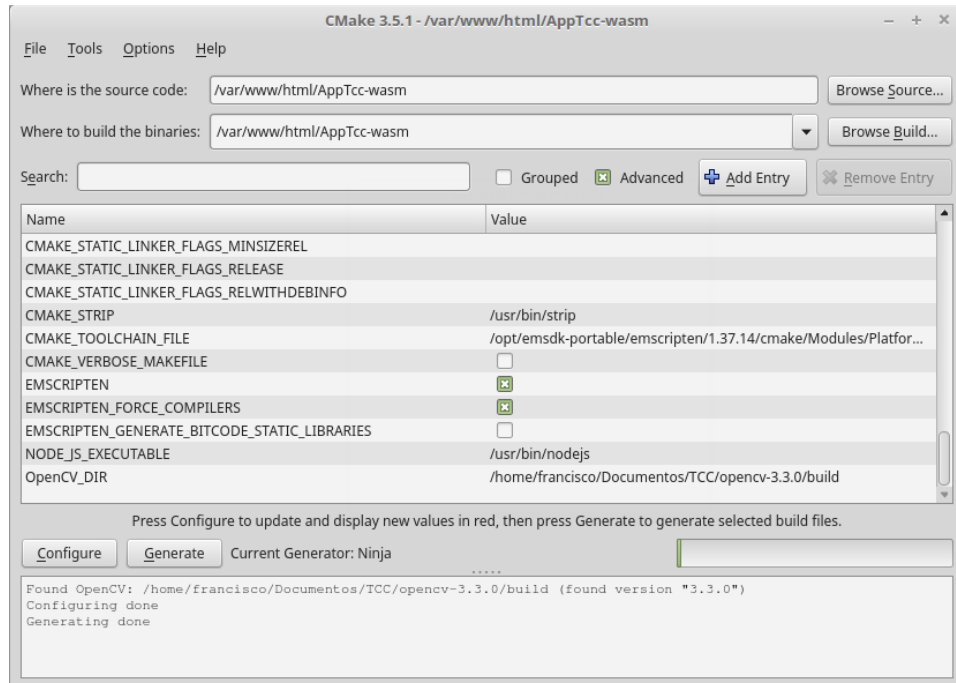 CMake 3.5.1 - /var/www/html/AppTcc-wasm
File Tools Options Help
Where is the source code: /var/www/html/AppTcc-wasm Browse Source...
Where to build the binaries: /var/www/html/AppTcc-wasm Browse Build...
Search: Grouped Advanced Add Entry Remove Entry
Name Value
CMAKE_STATIC_LINKER_FLAGS_MINSIZEREL
CMAKE_STATIC_LINKER_FLAGS_RELEASE
CMAKE_STATIC_LINKER_FLAGS_RELWITHDEBINFO
CMAKE_STRIP /usr/bin/strip
CMAKE_TOOLCHAIN_FILE /opt/emsdk-portable/emscripten/1.37.14/cmake/Modules/Platfor...
CMAKE_VERBOSE_MAKEFILE
EMSCRIPTEN
EMSCRIPTEN_FORCE_COMPILERS
EMSCRIPTEN_GENERATE_BITCODE_STATIC_LIBRARIES
NODE_JS_EXECUTABLE /usr/bin/nodejs
OpenCV_DIR /home/francisco/Documentos/TCC/opencv-3.3.0/build
Press Configure to update and display new values in red, then press Generate to generate selected build files.
Configure Generate Current Generator: Ninja
Found OpenCV: /home/francisco/Documentos/TCC/opencv-3.3.0/build (found version "3.3.0")
Configuring done
Generating done